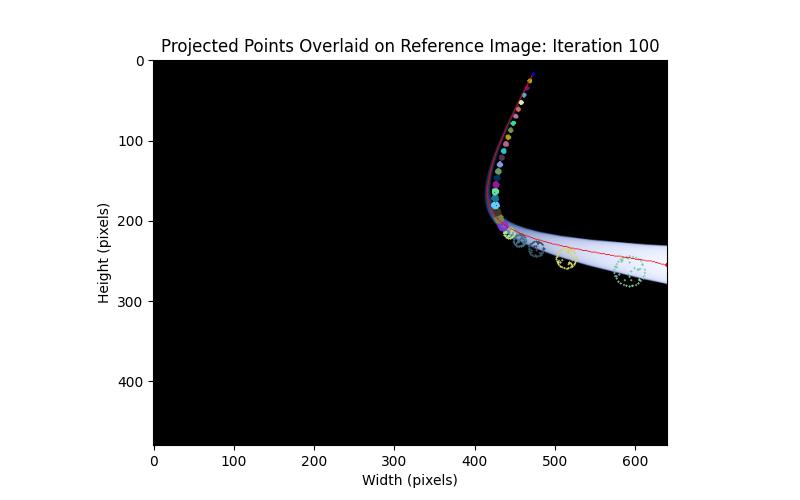 Projected Points Overlaid on Reference Image: Iteration 100
0
100
200
300
400
Height (pixels)
0 100 200 300 400 500 600
Width (pixels)